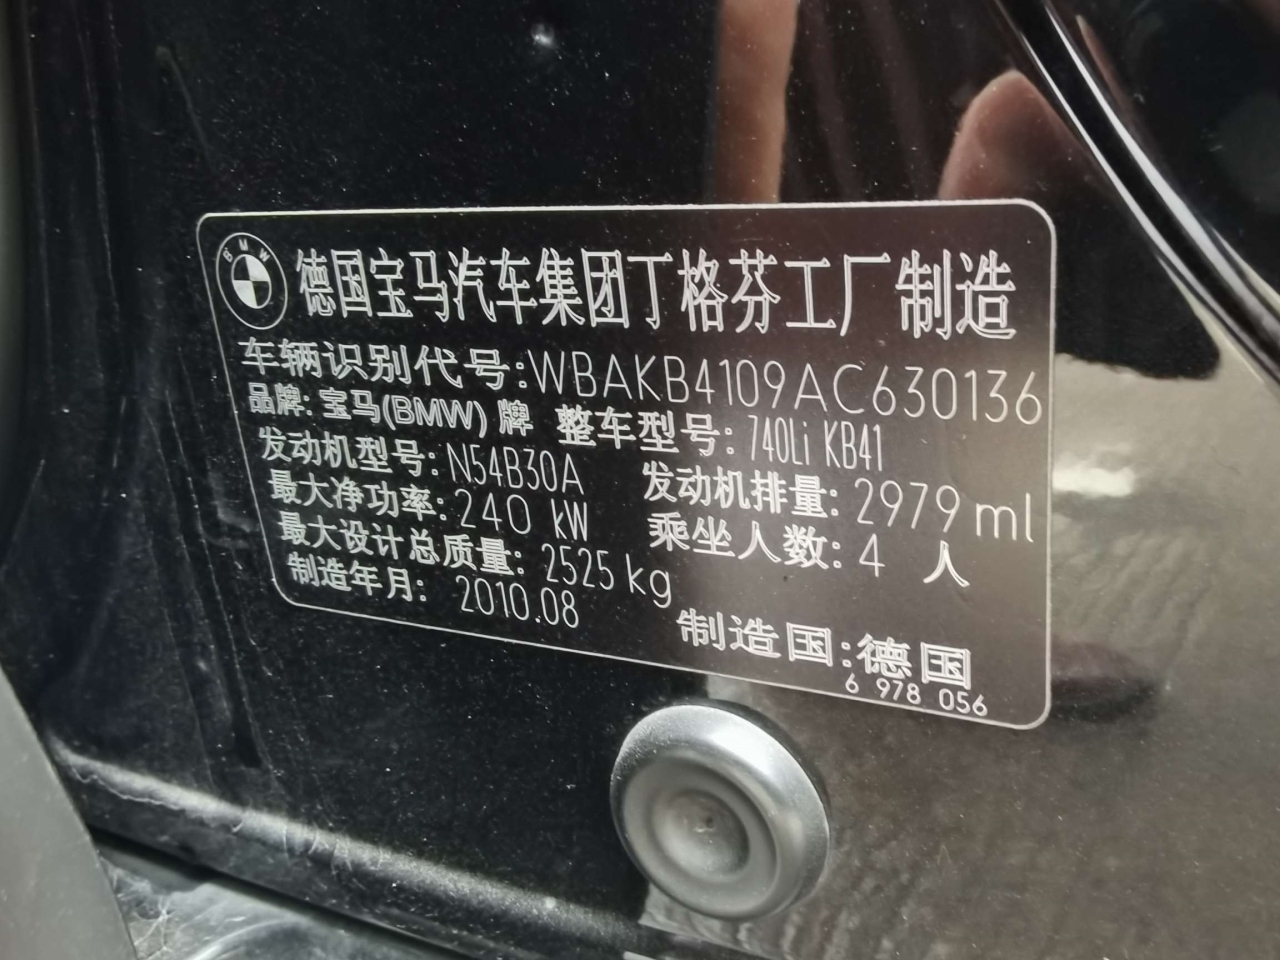 BMW
德国宝马汽车集团丁格芬工厂制造
车辆识别代号:WBAKB4109AC630136
品牌:宝马(BMW)牌 整车型号:740Li KB41
发动机型号:N54B30A 发动机排量:2979 ml
最大净功率:240 kW 乘坐人数:4 人
最大设计总质量:2525 kg
制造年月:2010.08 制造国:德国
6 978 056